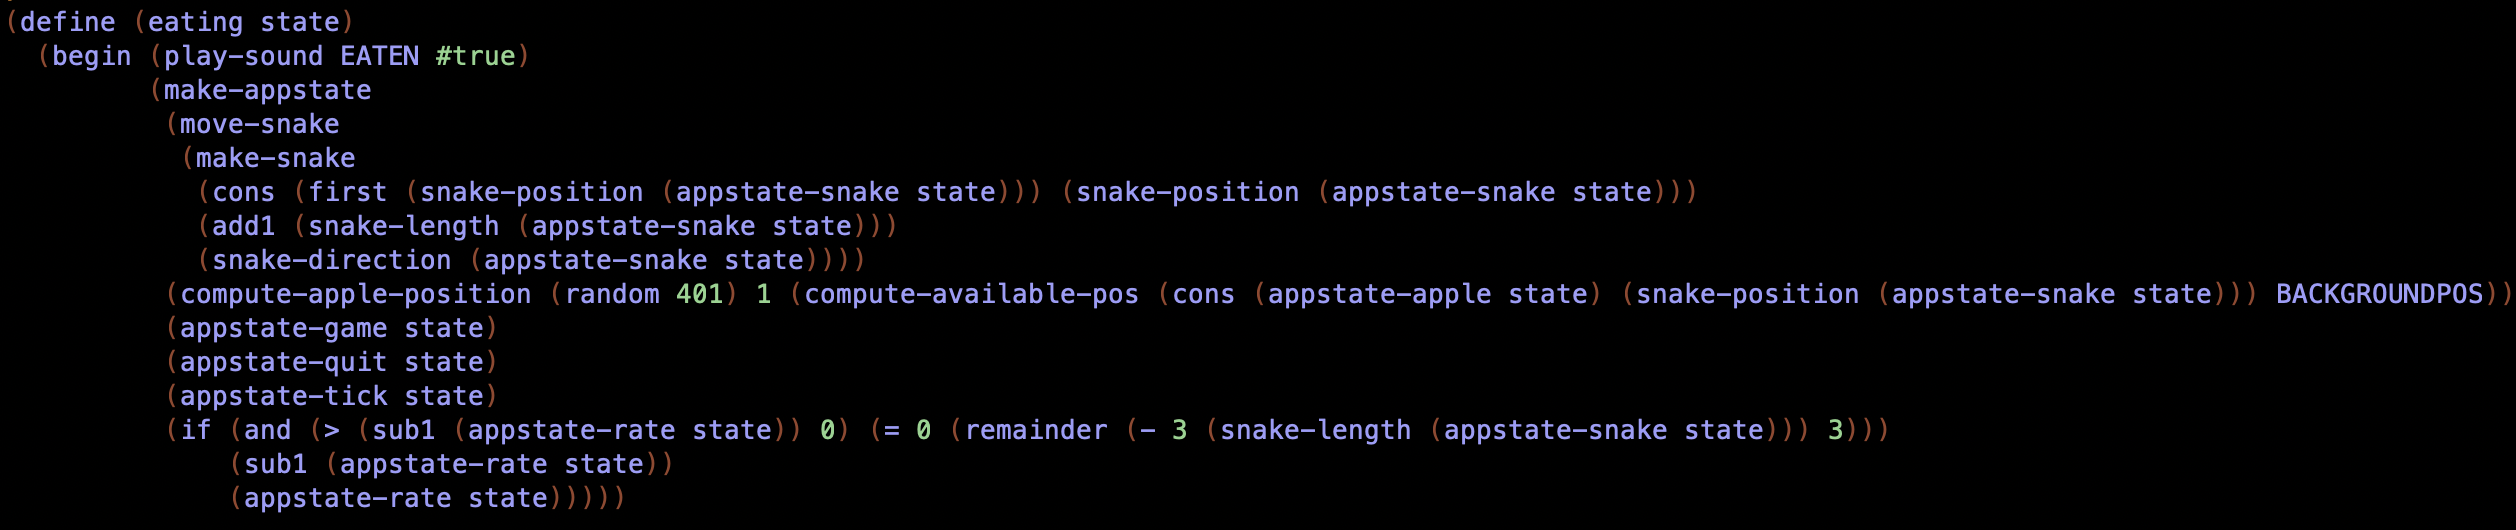 (define (eating state)
  (begin (play-sound EATEN #true)
         (make-appstate
          (move-snake
           (make-snake
            (cons (first (snake-position (appstate-snake state))) (snake-position (appstate-snake state)))
            (add1 (snake-length (appstate-snake state)))
            (snake-direction (appstate-snake state))))
          (compute-apple-position (random 401) 1 (compute-available-pos (cons (appstate-apple state) (snake-position (appstate-snake state))) BACKGROUNDPOS))
          (appstate-game state)
          (appstate-quit state)
          (appstate-tick state)
          (if (and (> (sub1 (appstate-rate state)) 0) (= 0 (remainder (- 3 (snake-length (appstate-snake state))) 3)))
              (sub1 (appstate-rate state))
              (appstate-rate state)))))